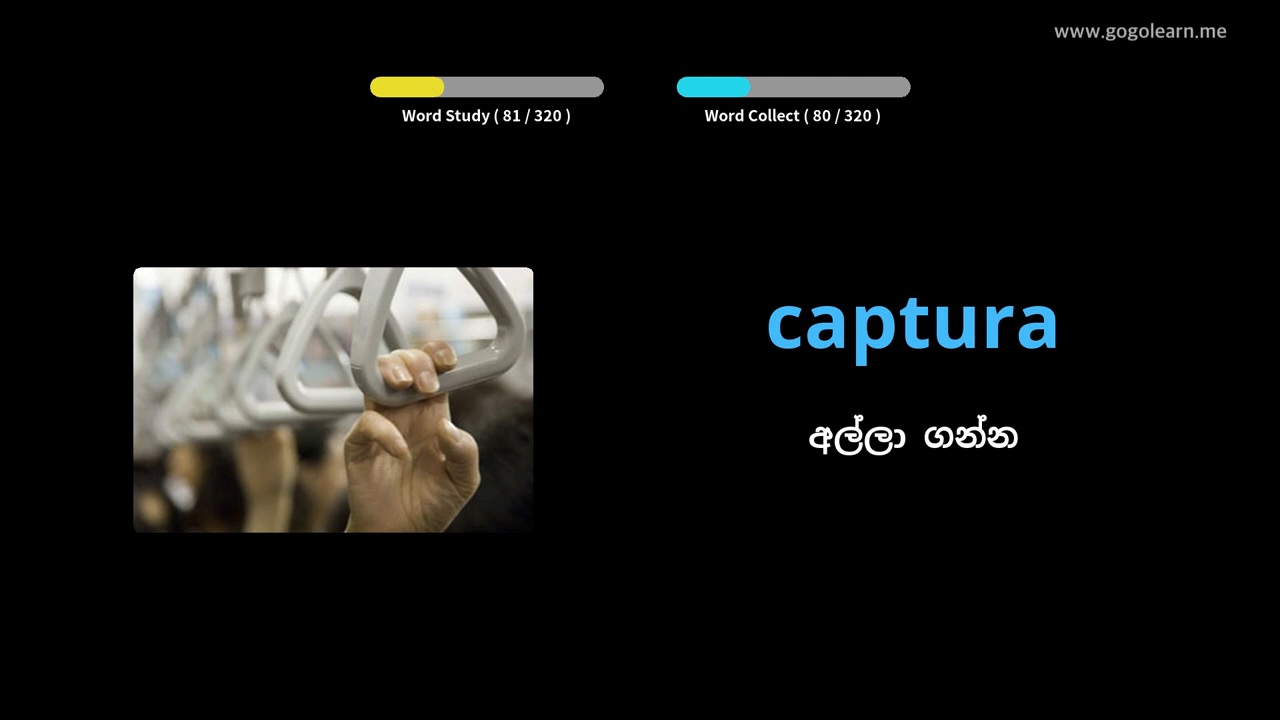 www.gogolearn.me
Word Study ( 81 / 320 )
Word Collect ( 80 / 320 )
captura
අල්ලා ගන්න